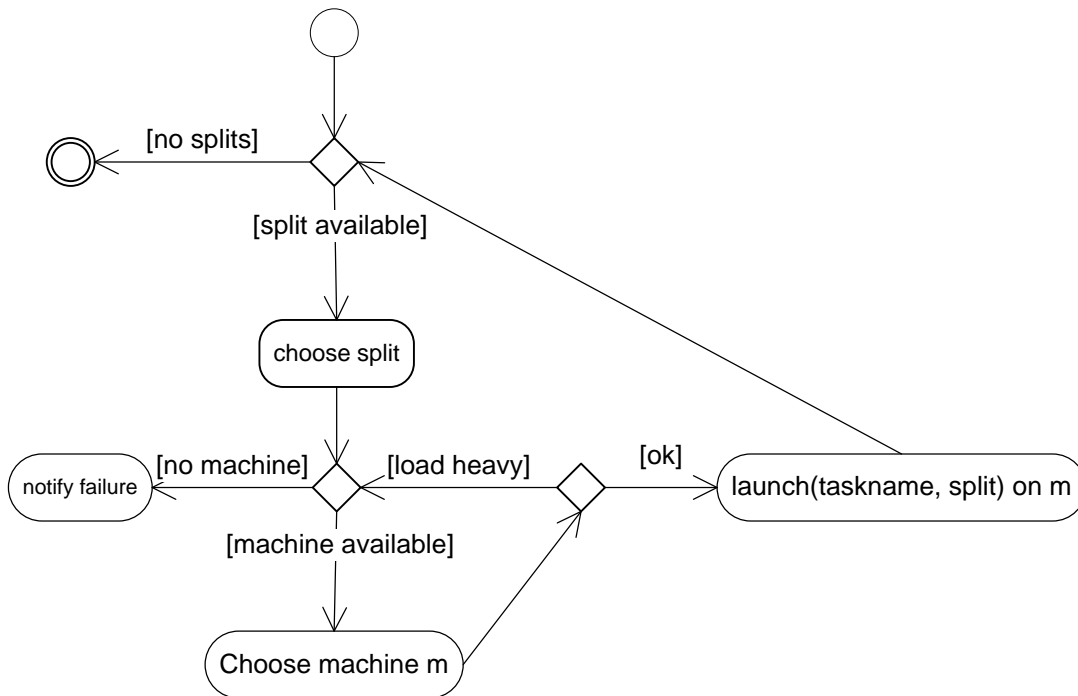 [no splits]
[split available]
choose split
[no machine]
[load heavy]
[ok]
notify failure
launch(taskname, split) on m
[machine available]
Choose machine m